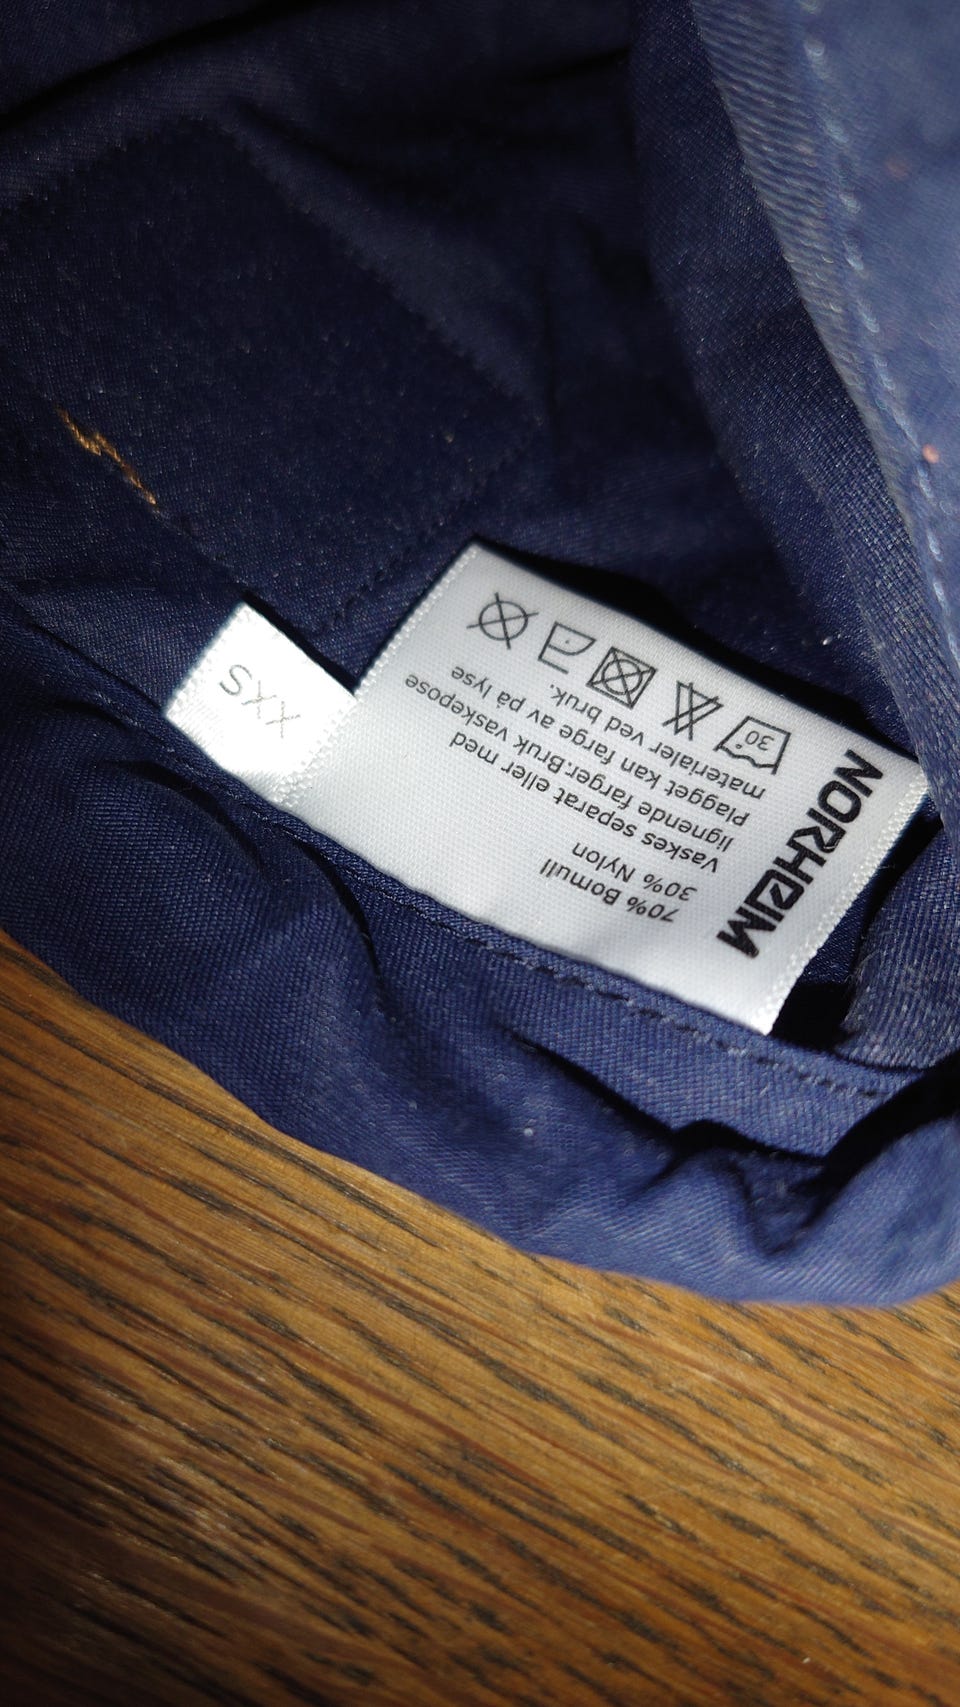 NORHEIM
70% Bomull
30% Nylon
Vaskes separat eller med
lignende farger.Bruk vaskepose
Plagget kan farge av på lyse
materialer ved bruk.
30°
XXS